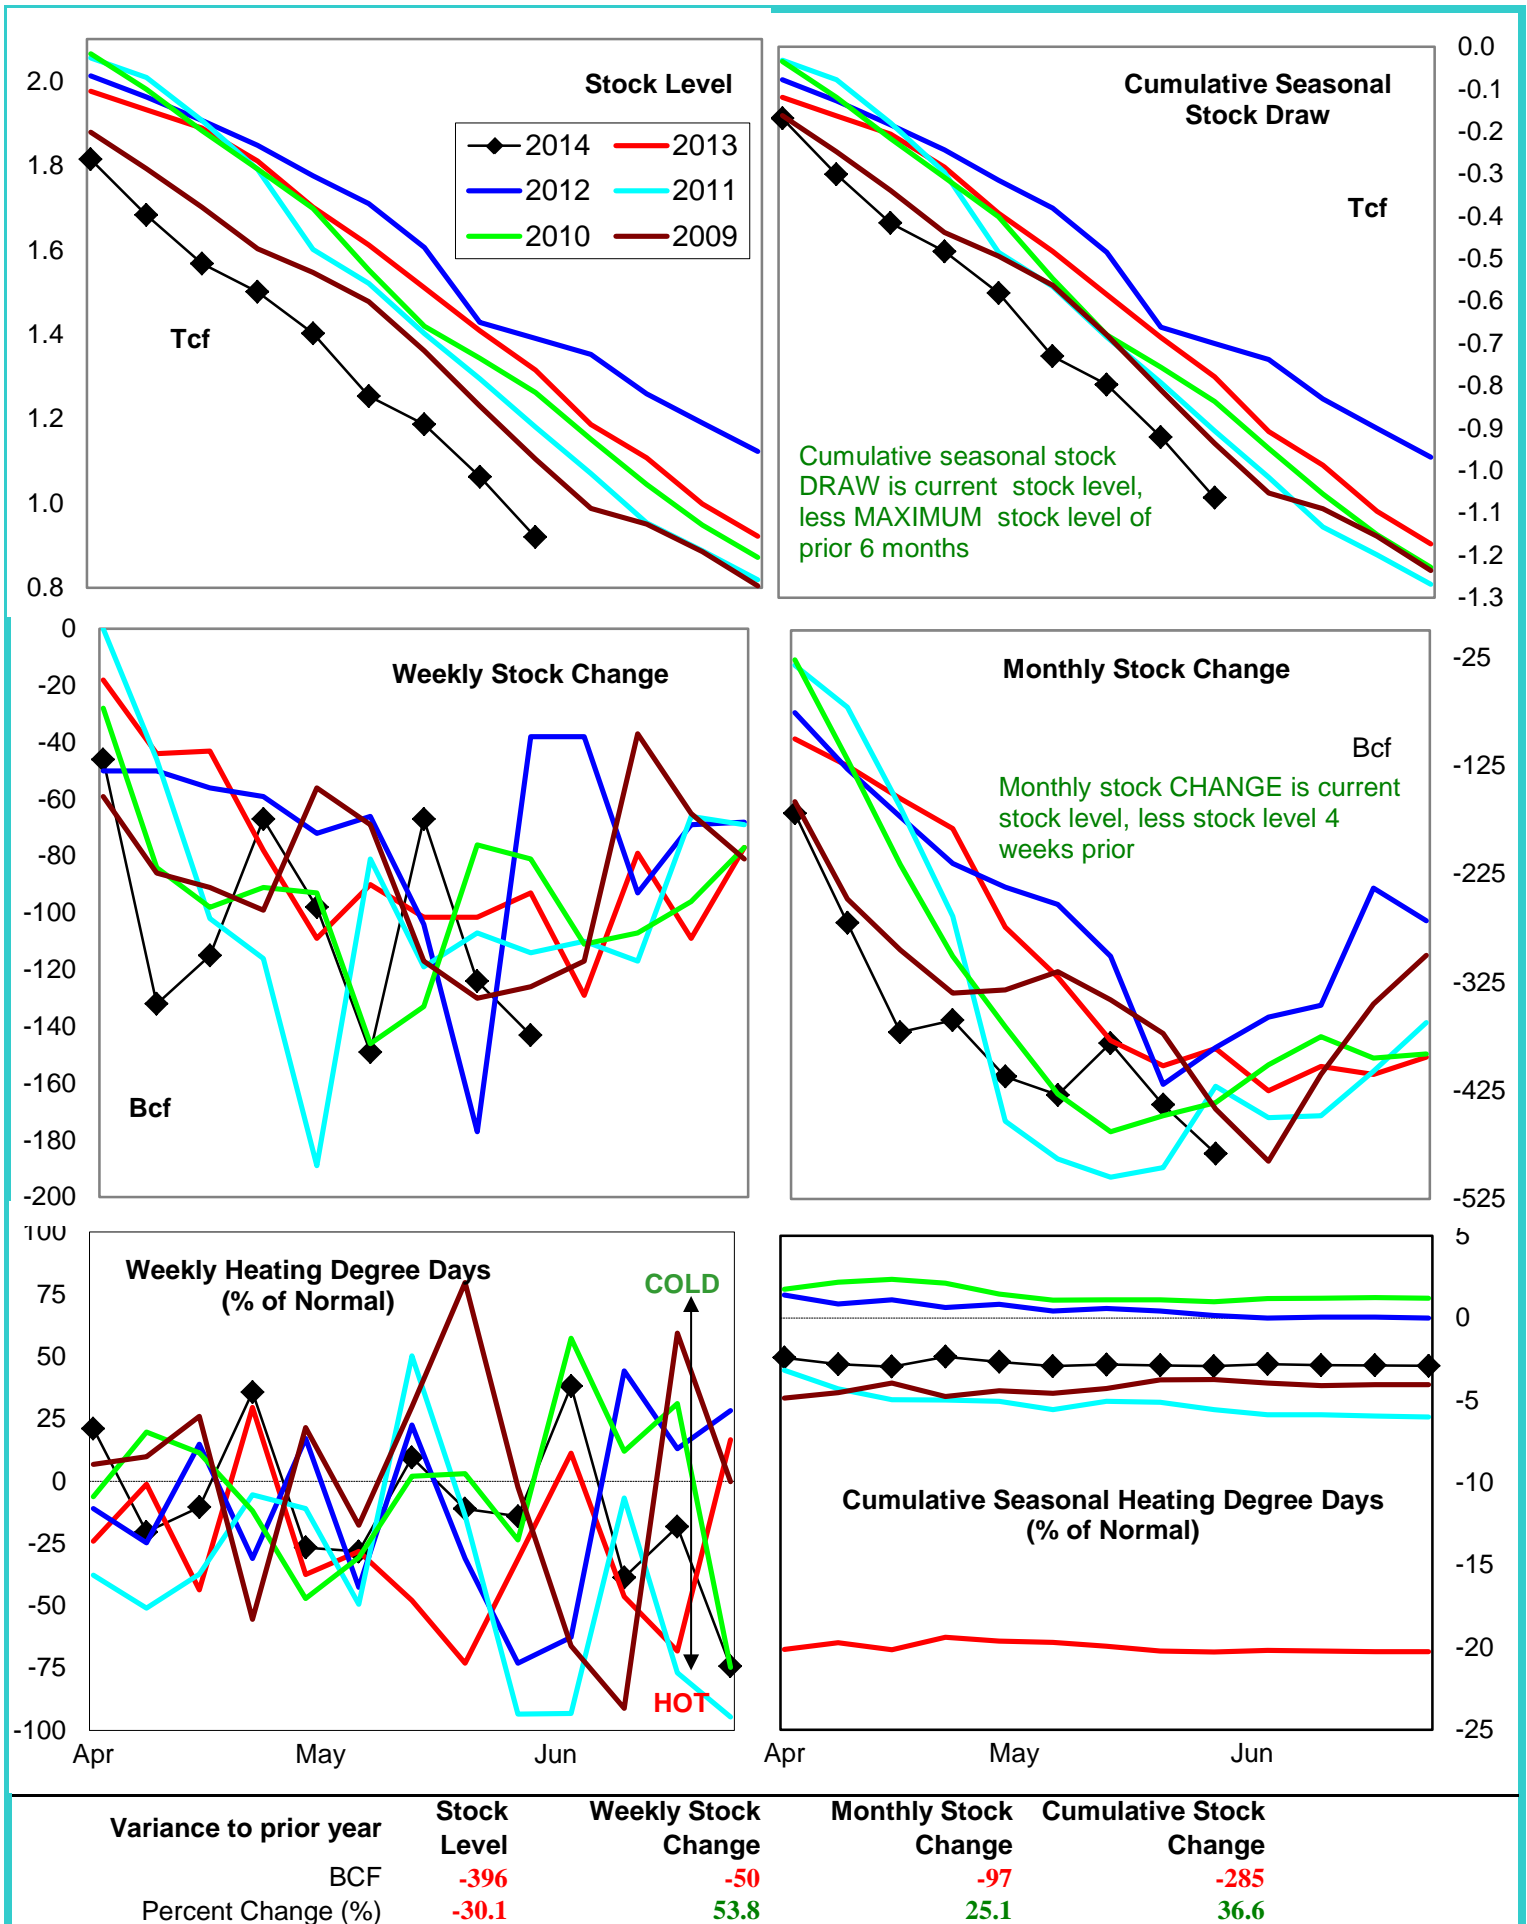 Stock Level
2.0
1.8
1.6
1.4
1.2
1.0
0.8
2014
2013
2012
2011
2010
2009
Tcf
Cumulative Seasonal
Stock Draw
Tcf
0.0
-0.1
-0.2
-0.3
-0.4
-0.5
-0.6
-0.7
-0.8
-0.9
-1.0
-1.1
-1.2
-1.3
Cumulative seasonal stock
DRAW is current stock level,
less MAXIMUM stock level of
prior 6 months
Weekly Stock Change
0
-20
-40
-60
-80
-100
-120
-140
-160
-180
-200
Bcf
Monthly Stock Change
Bcf
Monthly stock CHANGE is current
stock level, less stock level 4
weeks prior
-25
-125
-225
-325
-425
-525
Weekly Heating Degree Days
(% of Normal)
COLD
HOT
100
75
50
25
0
-25
-50
-75
-100
Apr
May
Jun
Cumulative Seasonal Heating Degree Days
(% of Normal)
5
0
-5
-10
-15
-20
-25
Apr
May
Jun
Variance to prior year
Stock
Level
Weekly Stock
Change
Monthly Stock
Change
Cumulative Stock
Change
BCF -396 -50 -97 -285
Percent Change (%) -30.1 53.8 25.1 36.6